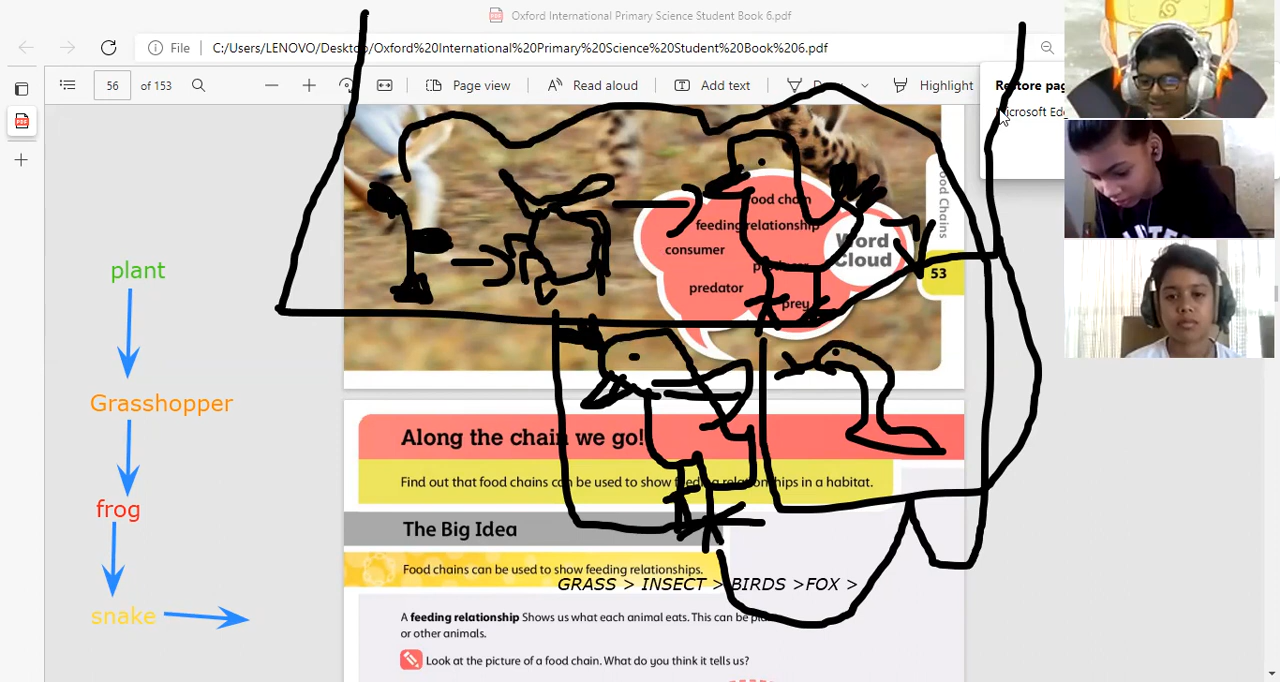 Oxford International Primary Science Student Book 6.pdf
File C:/Users/LENOVO/Desktop/Oxford%20International%20Primary%20Science%20Student%20Book%206.pdf
56 of 153 Page view Read aloud Add text Highlight
Restore pag
Microsoft Ed
Food Chains
food chain
feeding relationship
consumer
predator
prey
Word
Cloud
53
plant
Grasshopper
frog
snake
Along the chain we go!
Find out that food chains can be used to show feeding relationships in a habitat.
The Big Idea
Food chains can be used to show feeding relationships.
GRASS > INSECT > BIRDS >FOX >
A feeding relationship Shows us what each animal eats. This can be
or other animals.
Look at the picture of a food chain. What do you think it tells us?